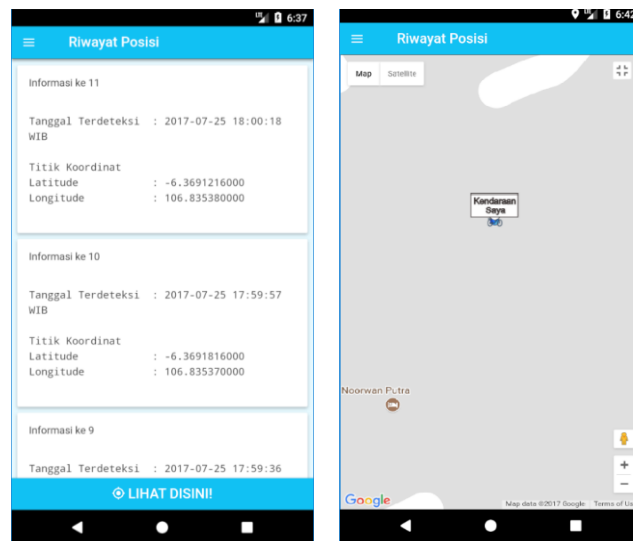 6:37
Riwayat Posisi
Informasi ke 11
Tanggal Terdeteksi : 2017-07-25 18:00:18
WIB
Titik Koordinat
Latitude : -6.3691216000
Longitude : 106.835380000
Informasi ke 10
Tanggal Terdeteksi : 2017-07-25 17:59:57
WIB
Titik Koordinat
Latitude : -6.3691816000
Longitude : 106.835370000
Informasi ke 9
Tanggal Terdeteksi : 2017-07-25 17:59:36
LIHAT DISINI!
6:42
Riwayat Posisi
Map Satellite
Kendaraan
Saya
Noorwan Putra
Google
Map data ©2017 Google Terms of Us